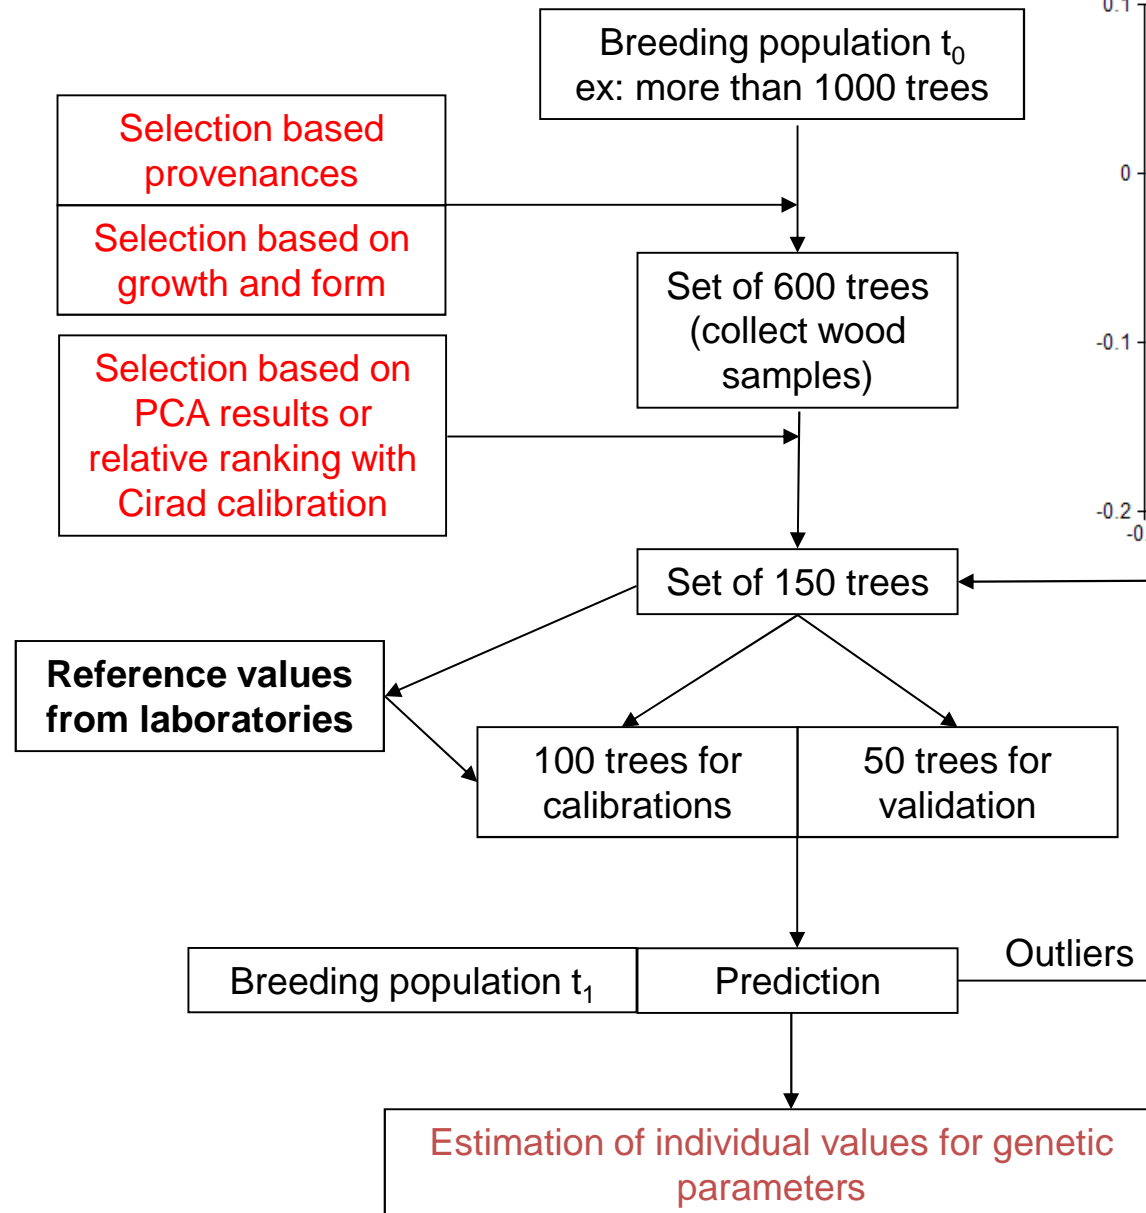 0.1
Breeding population t₀
ex: more than 1000 trees
Selection based
provenances
0
Selection based on
growth and form
Set of 600 trees
(collect wood
samples)
-0.1
Selection based on
PCA results or
relative ranking with
Cirad calibration
-0.2
-0.
Set of 150 trees
Reference values
from laboratories
100 trees for
calibrations
50 trees for
validation
Outliers
Breeding population t₁
Prediction
Estimation of individual values for genetic
parameters